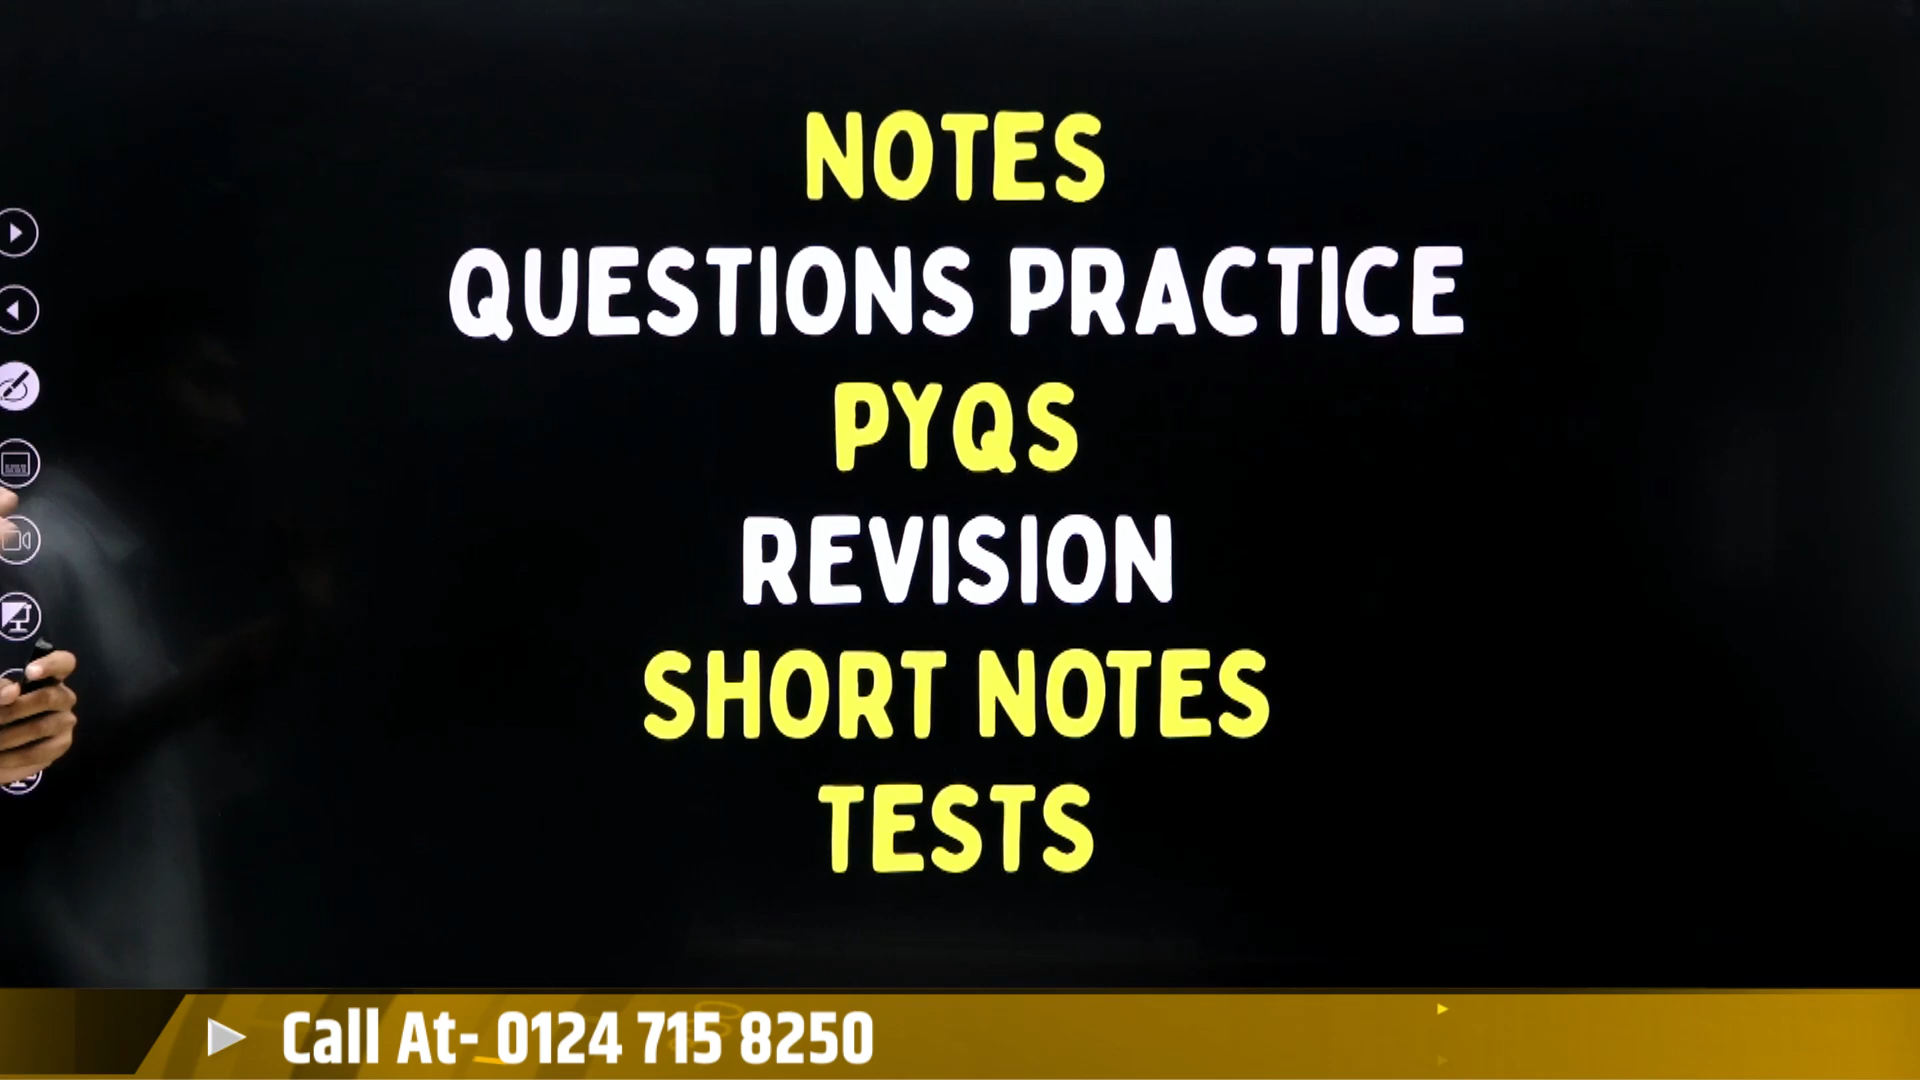 NOTES
QUESTIONS PRACTICE
PYQS
REVISION
SHORT NOTES
TESTS
Call At- 0124 715 8250